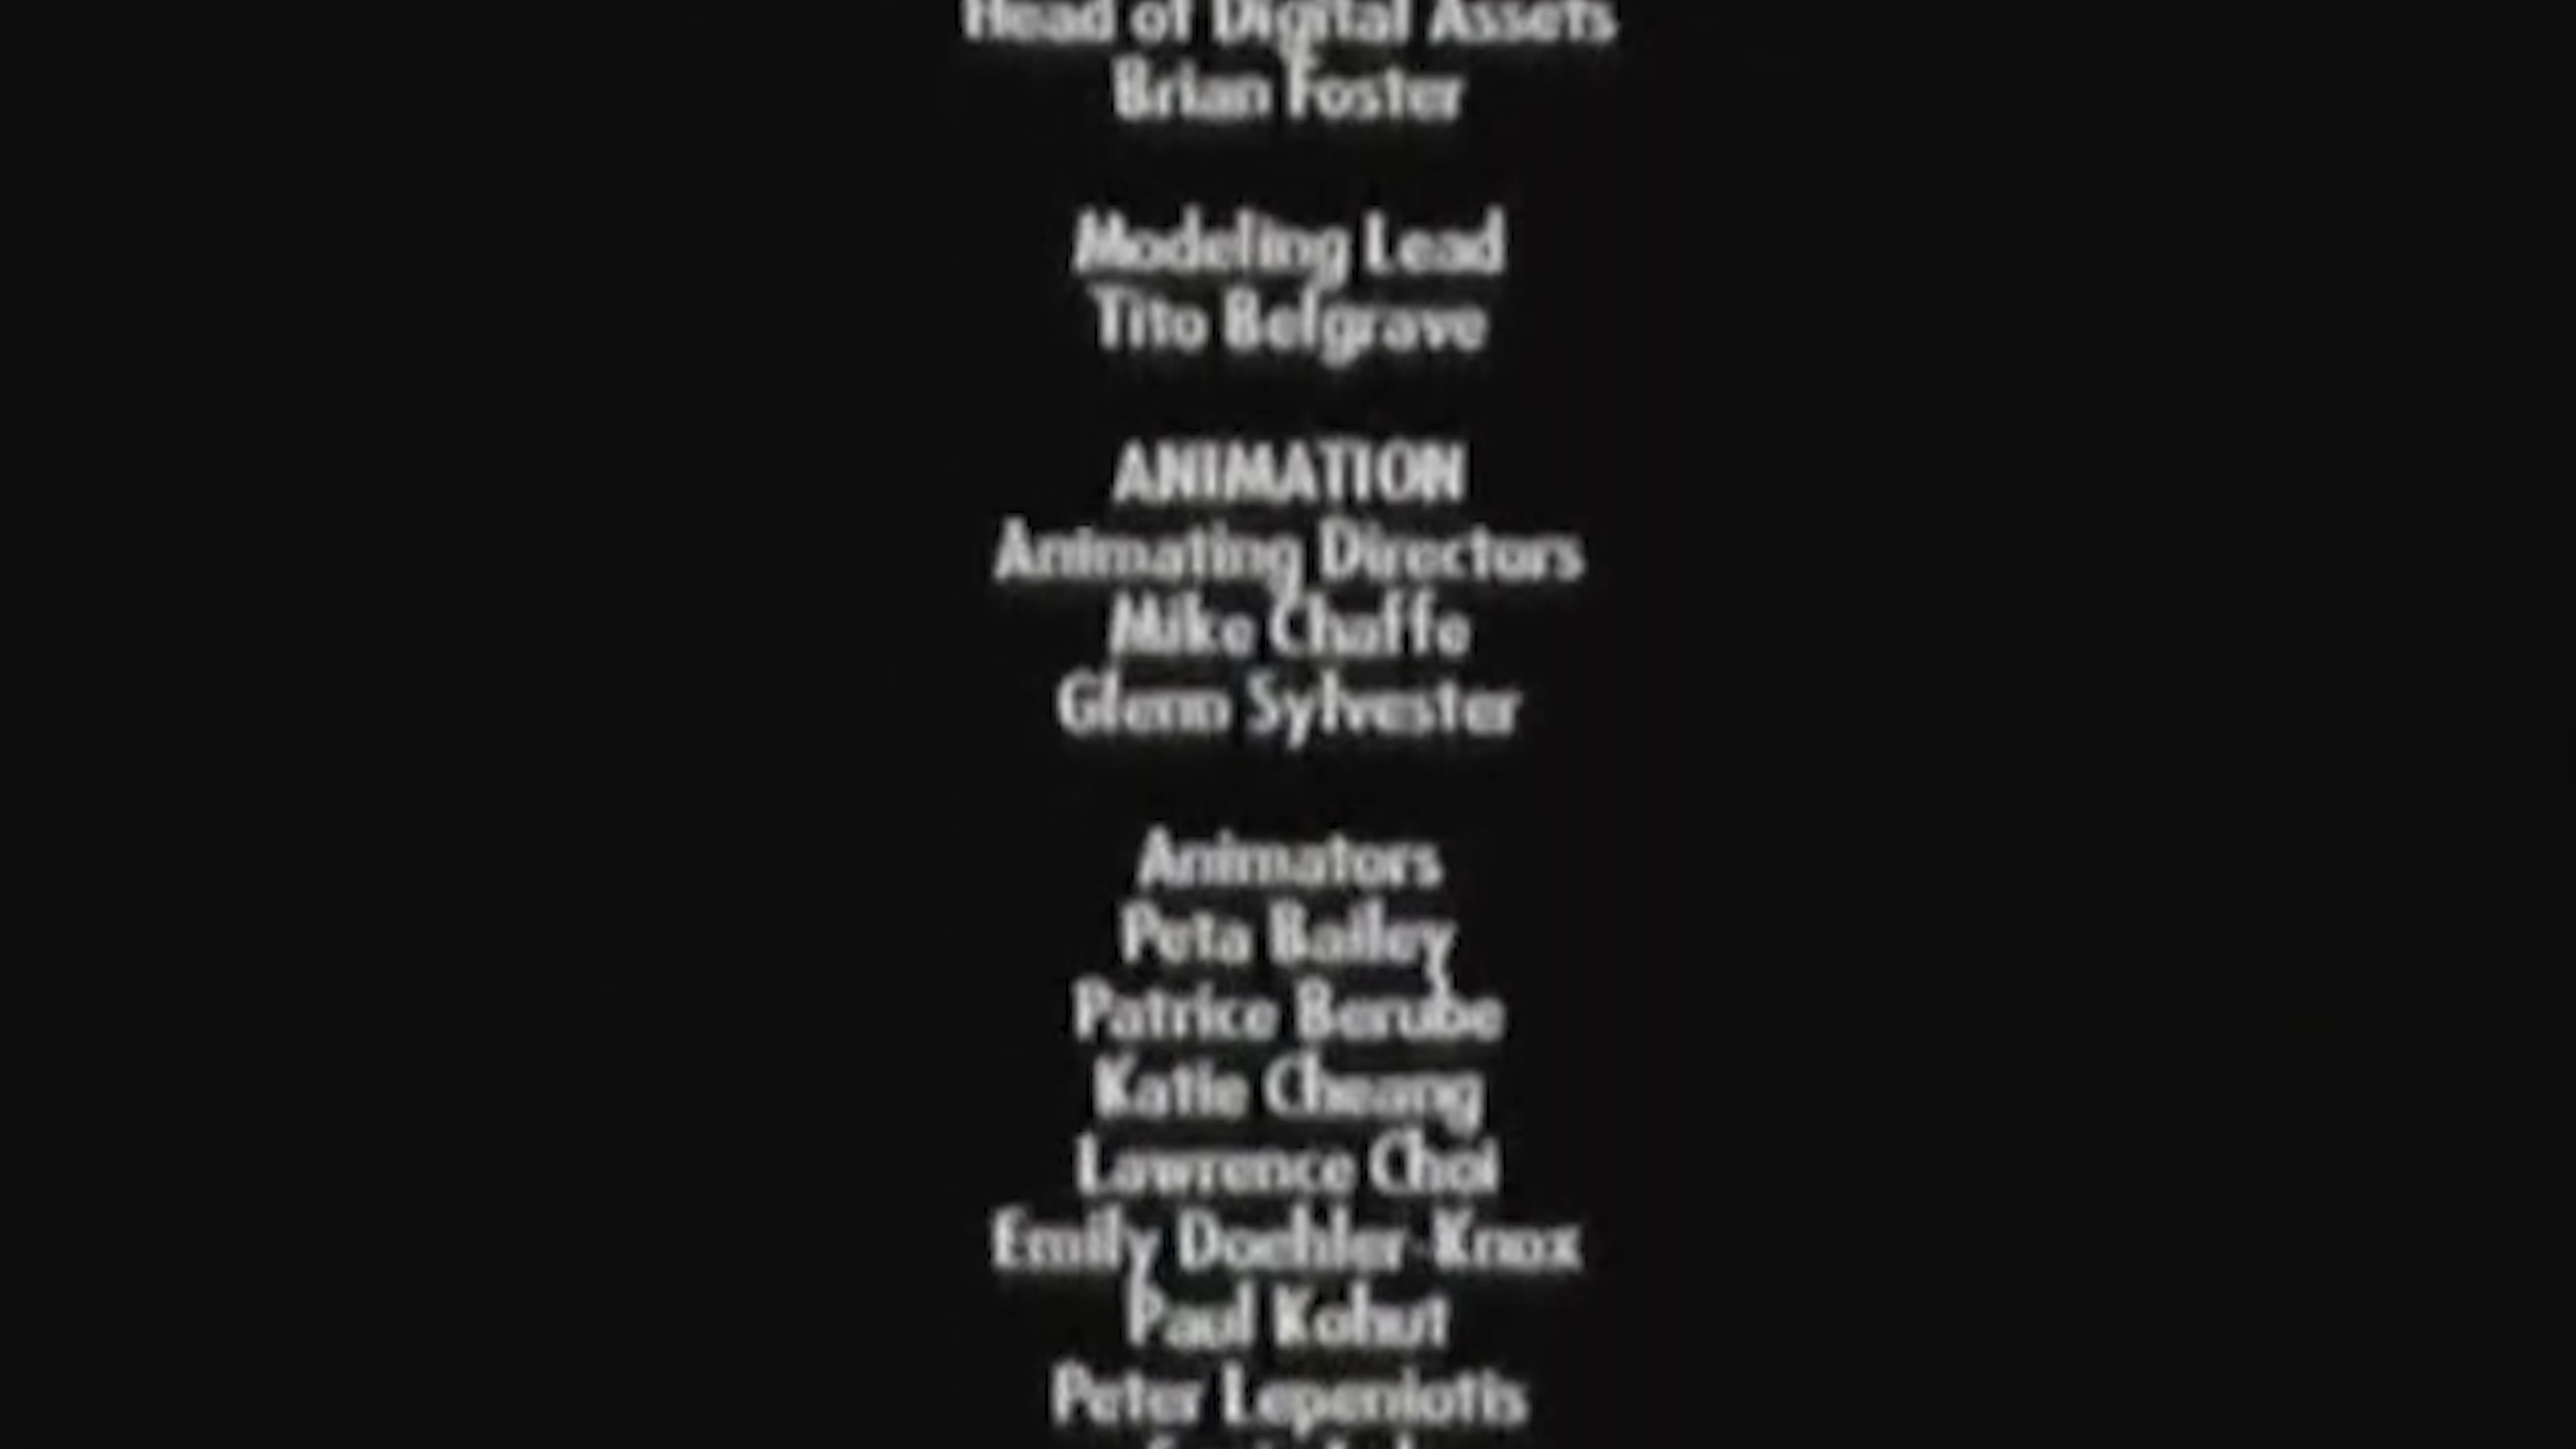 Head of Digital Assets
Brian Foster
Modeling Lead
Tito Belgrave
ANIMATION
Animating Directors
Mike Chaffe
Glenn Sylvester
Animators
Peta Bailey
Patrice Berube
Katie Cheang
Lawrence Choi
Emily Doehler-Knox
Paul Kohut
Peter Lepeniotis